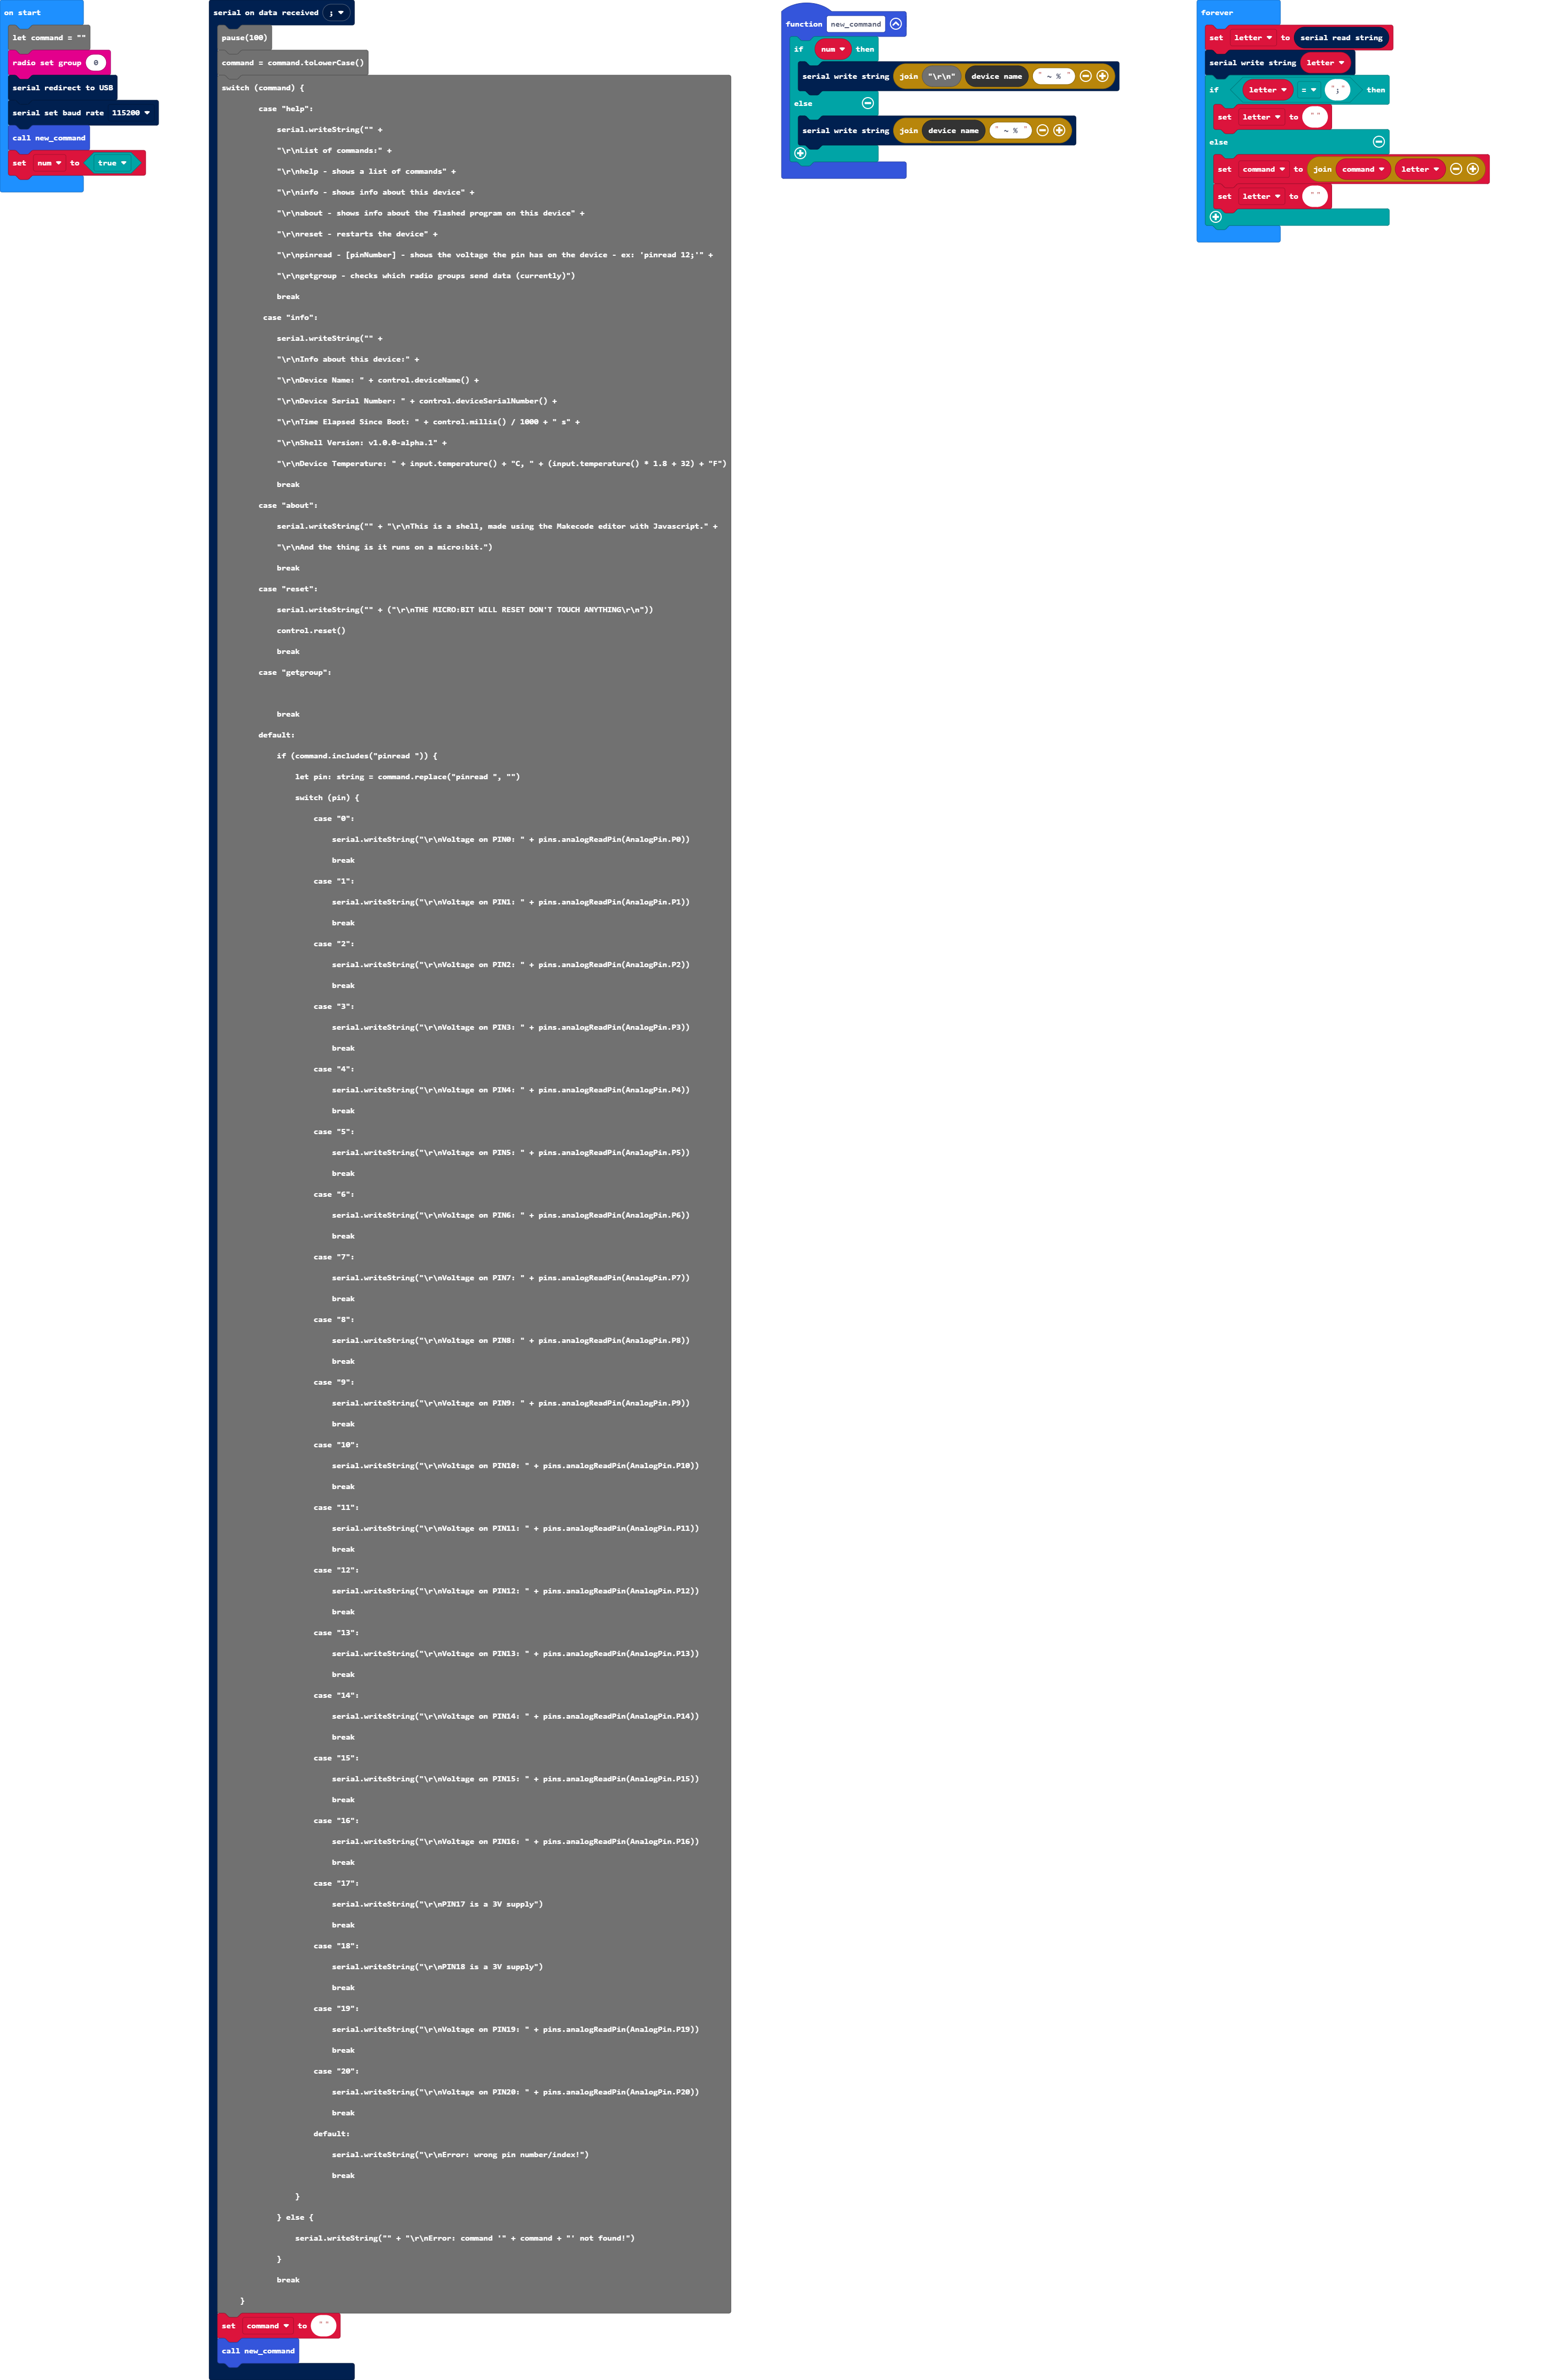 on start
let command = ""
radio set group 0
serial redirect to USB
serial set baud rate 115200
call new_command
set num to true
serial on data received ;
pause(100)
command = command.toLowerCase()
switch (command) {
case "help":
serial.writeString("" +
"\r\nList of commands:" +
"\r\nhelp - shows a list of commands" +
"\r\ninfo - shows info about this device" +
"\r\nabout - shows info about the flashed program on this device" +
"\r\nreset - restarts the device" +
"\r\npinread - [pinNumber] - shows the voltage the pin has on the device - ex: 'pinread 12;'" +
"\r\ngetgroup - checks which radio groups send data (currently)")
break
case "info":
serial.writeString("" +
"\r\nInfo about this device:" +
"\r\nDevice Name: " + control.deviceName() +
"\r\nDevice Serial Number: " + control.deviceSerialNumber() +
"\r\nTime Elapsed Since Boot: " + control.millis() / 1000 + " s" +
"\r\nShell Version: v1.0.0-alpha.1" +
"\r\nDevice Temperature: " + input.temperature() + "C, " + (input.temperature() * 1.8 + 32) + "F")
break
case "about":
serial.writeString("" + "\r\nThis is a shell, made using the Makecode editor with Javascript." +
"\r\nAnd the thing is it runs on a micro:bit.")
break
case "reset":
serial.writeString("" + ("\r\nTHE MICRO:BIT WILL RESET DON'T TOUCH ANYTHING\r\n"))
control.reset()
break
case "getgroup":
break
default:
if (command.includes("pinread ")) {
let pin: string = command.replace("pinread ", "")
switch (pin) {
case "0":
serial.writeString("\r\nVoltage on PIN0: " + pins.analogReadPin(AnalogPin.P0))
break
case "1":
serial.writeString("\r\nVoltage on PIN1: " + pins.analogReadPin(AnalogPin.P1))
break
case "2":
serial.writeString("\r\nVoltage on PIN2: " + pins.analogReadPin(AnalogPin.P2))
break
case "3":
serial.writeString("\r\nVoltage on PIN3: " + pins.analogReadPin(AnalogPin.P3))
break
case "4":
serial.writeString("\r\nVoltage on PIN4: " + pins.analogReadPin(AnalogPin.P4))
break
case "5":
serial.writeString("\r\nVoltage on PIN5: " + pins.analogReadPin(AnalogPin.P5))
break
case "6":
serial.writeString("\r\nVoltage on PIN6: " + pins.analogReadPin(AnalogPin.P6))
break
case "7":
serial.writeString("\r\nVoltage on PIN7: " + pins.analogReadPin(AnalogPin.P7))
break
case "8":
serial.writeString("\r\nVoltage on PIN8: " + pins.analogReadPin(AnalogPin.P8))
break
case "9":
serial.writeString("\r\nVoltage on PIN9: " + pins.analogReadPin(AnalogPin.P9))
break
case "10":
serial.writeString("\r\nVoltage on PIN10: " + pins.analogReadPin(AnalogPin.P10))
break
case "11":
serial.writeString("\r\nVoltage on PIN11: " + pins.analogReadPin(AnalogPin.P11))
break
case "12":
serial.writeString("\r\nVoltage on PIN12: " + pins.analogReadPin(AnalogPin.P12))
break
case "13":
serial.writeString("\r\nVoltage on PIN13: " + pins.analogReadPin(AnalogPin.P13))
break
case "14":
serial.writeString("\r\nVoltage on PIN14: " + pins.analogReadPin(AnalogPin.P14))
break
case "15":
serial.writeString("\r\nVoltage on PIN15: " + pins.analogReadPin(AnalogPin.P15))
break
case "16":
serial.writeString("\r\nVoltage on PIN16: " + pins.analogReadPin(AnalogPin.P16))
break
case "17":
serial.writeString("\r\nPIN17 is a 3V supply")
break
case "18":
serial.writeString("\r\nPIN18 is a 3V supply")
break
case "19":
serial.writeString("\r\nVoltage on PIN19: " + pins.analogReadPin(AnalogPin.P19))
break
case "20":
serial.writeString("\r\nVoltage on PIN20: " + pins.analogReadPin(AnalogPin.P20))
break
default:
serial.writeString("\r\nError: wrong pin number/index!")
break
}
} else {
serial.writeString("" + "\r\nError: command '" + command + "' not found!")
}
break
}
set command to ""
call new_command
function new_command
if num then
serial write string join "\r\n" device name " ~ % "
else
serial write string join device name " ~ % "
forever
set letter to serial read string
serial write string letter
if letter = ";" then
set letter to ""
else
set command to join command letter
set letter to ""